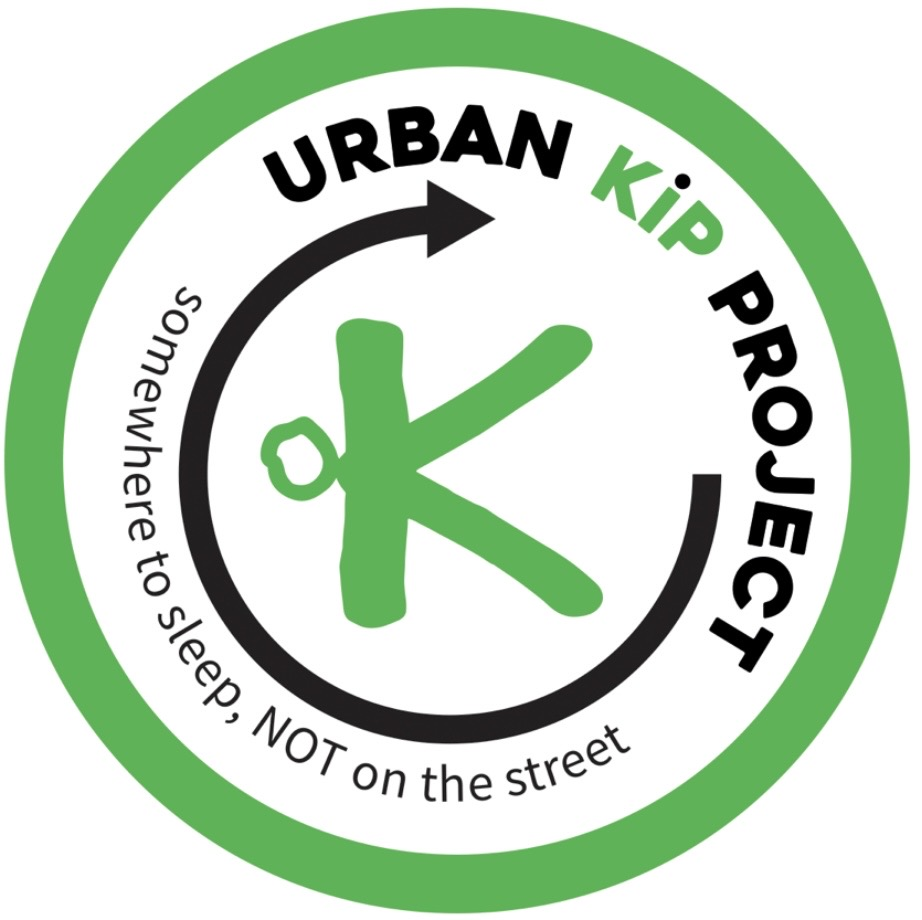 URBAN KiP PROJECT
K
somewhere to sleep, NOT on the street